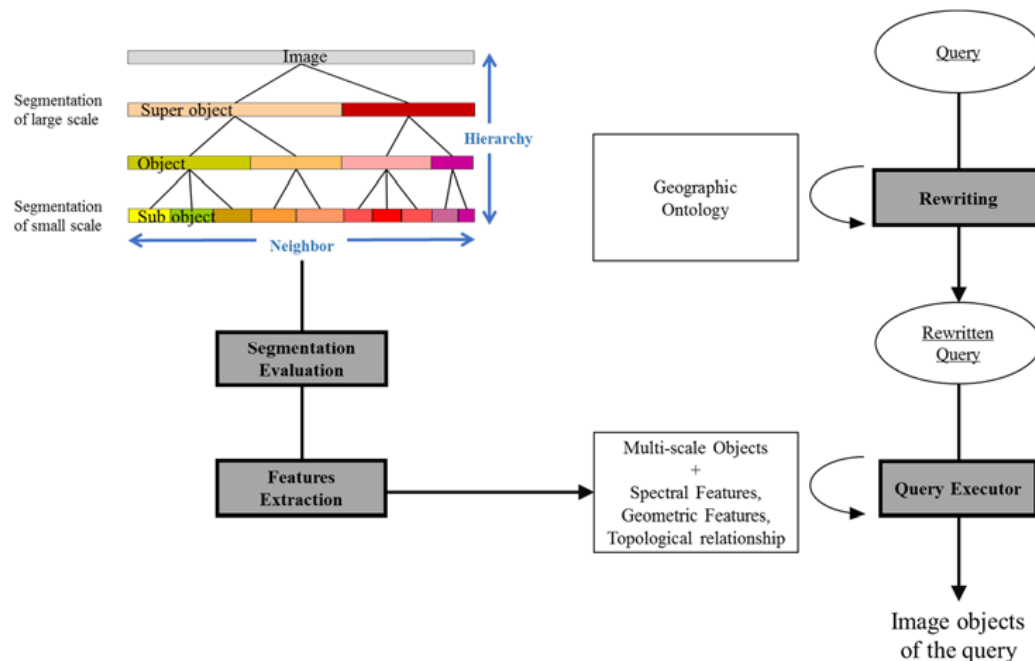 Image
Segmentation
of large scale
Super object
Hierarchy
Object
Segmentation
of small scale
Sub object
Neighbor
Segmentation
Evaluation
Features
Extraction
Query
Geographic
Ontology
Rewriting
Rewritten
Query
Multi-scale Objects
+
Spectral Features,
Geometric Features,
Topological relationship
Query Executor
Image objects
of the query